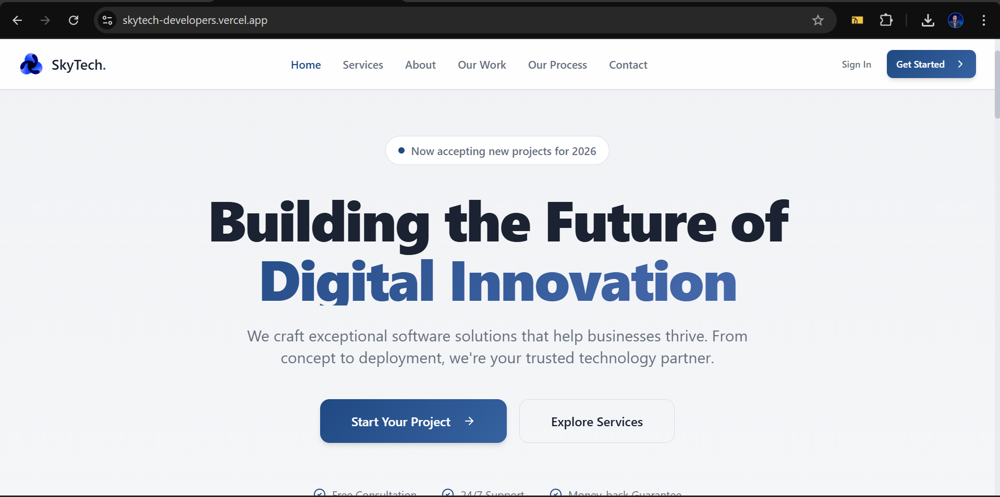 skytech-developers.vercel.app
SkyTech.
Home Services About Our Work Our Process Contact
Sign In
Get Started
Now accepting new projects for 2026
Building the Future of
Digital Innovation
We craft exceptional software solutions that help businesses thrive. From
concept to deployment, we're your trusted technology partner.
Start Your Project
Explore Services
Free Consultation 24/7 Support Money-back Guarantee